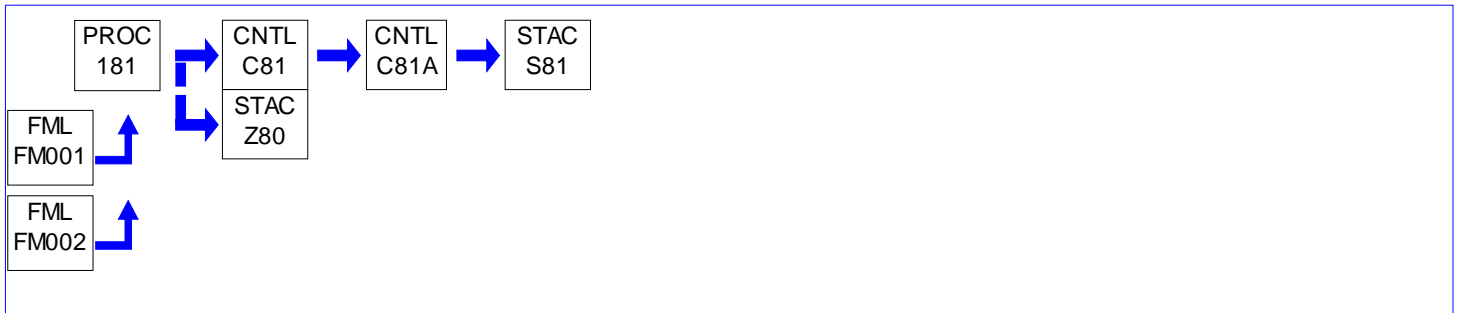 PROC
181
CNTL
C81
CNTL
C81A
STAC
S81
STAC
Z80
FML
FM001
FML
FM002